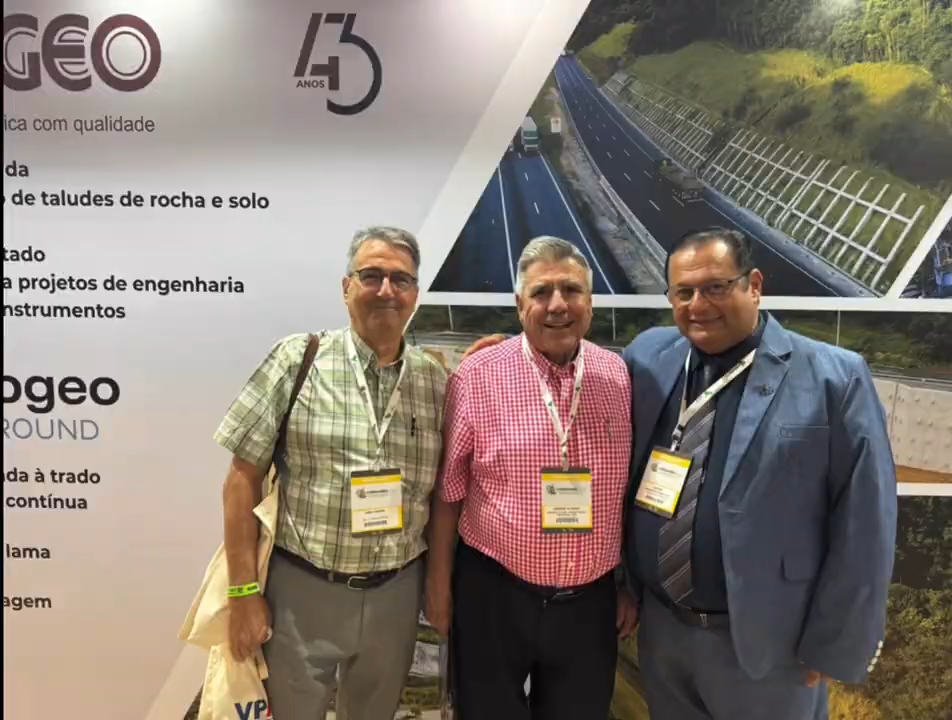 GEO
45
ANOS
ica com qualidade
da
de taludes de rocha e solo
tado
a projetos de engenharia
nstrumentos
ogeo
ROUND
da à trado
contínua
lama
agem
VP